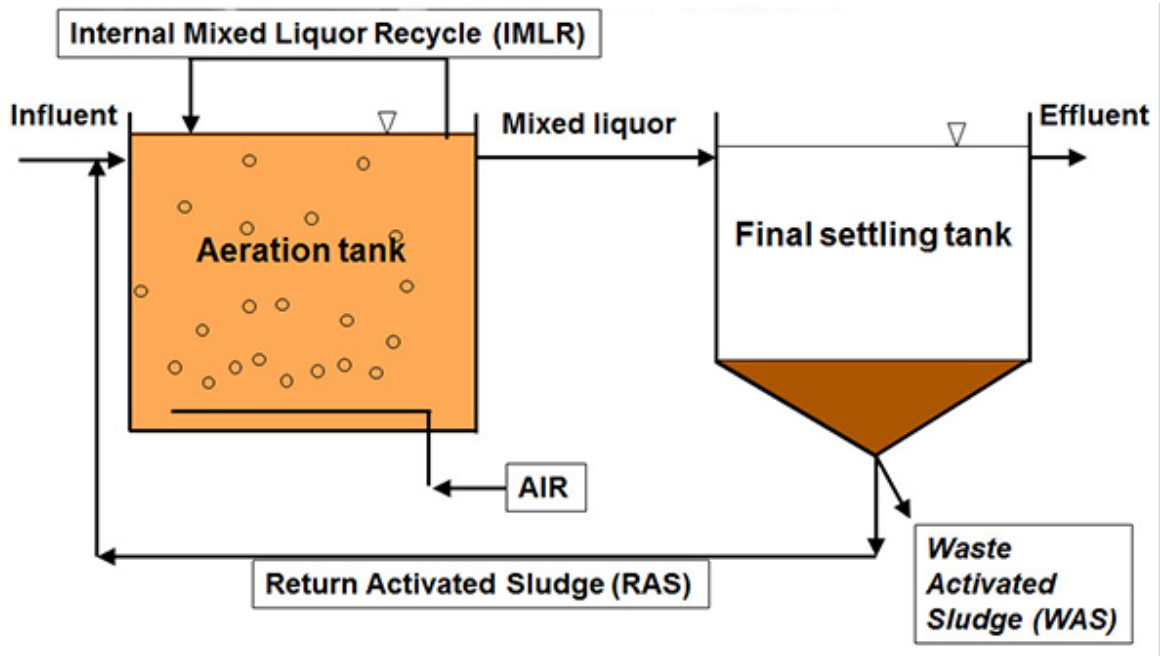 Internal Mixed Liquor Recycle (IMLR)
Influent
Mixed liquor
Effluent
Aeration tank
Final settling tank
AIR
Return Activated Sludge (RAS)
Waste
Activated
Sludge (WAS)